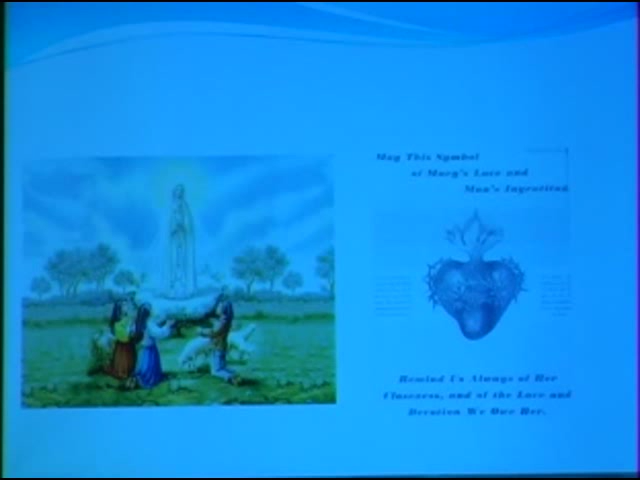 May This Symbol
of Mary's Love and
Man's Ingratitud
Remind Us Always of Her
Closeness, and of the Love and
Devotion We Owe Her.